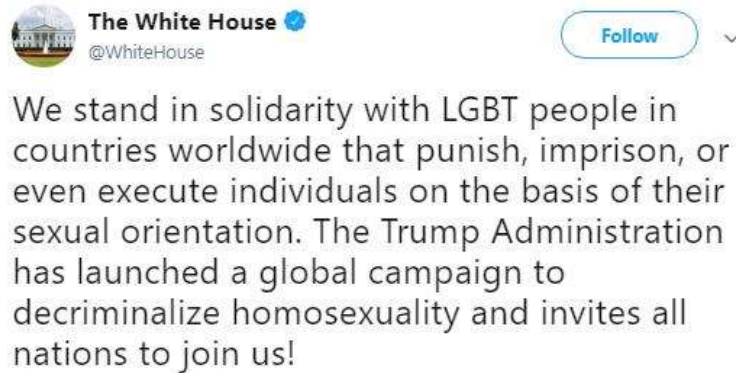 The White House
@WhiteHouse
Follow
We stand in solidarity with LGBT people in
countries worldwide that punish, imprison, or
even execute individuals on the basis of their
sexual orientation. The Trump Administration
has launched a global campaign to
decriminalize homosexuality and invites all
nations to join us!